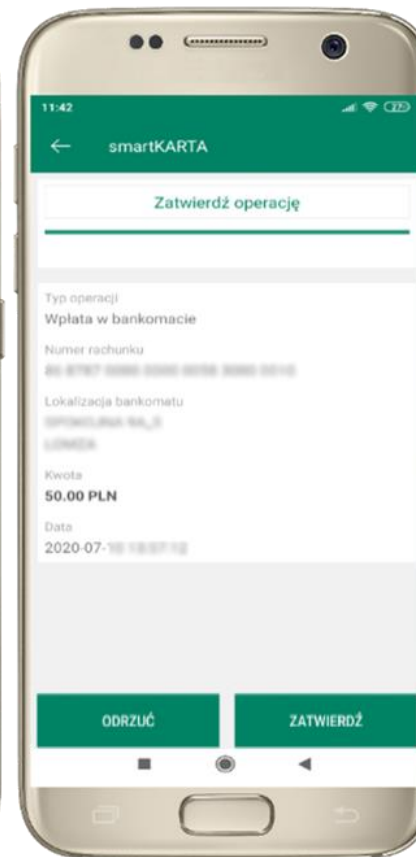 11:42
27
smartKARTA
Zatwierdź operację
Typ operacji
Wpłata w bankomacie
Numer rachunku
Lokalizacja bankomatu
Kwota
50.00 PLN
Data
2020-07-
ODRZUĆ
ZATWIERDŹ